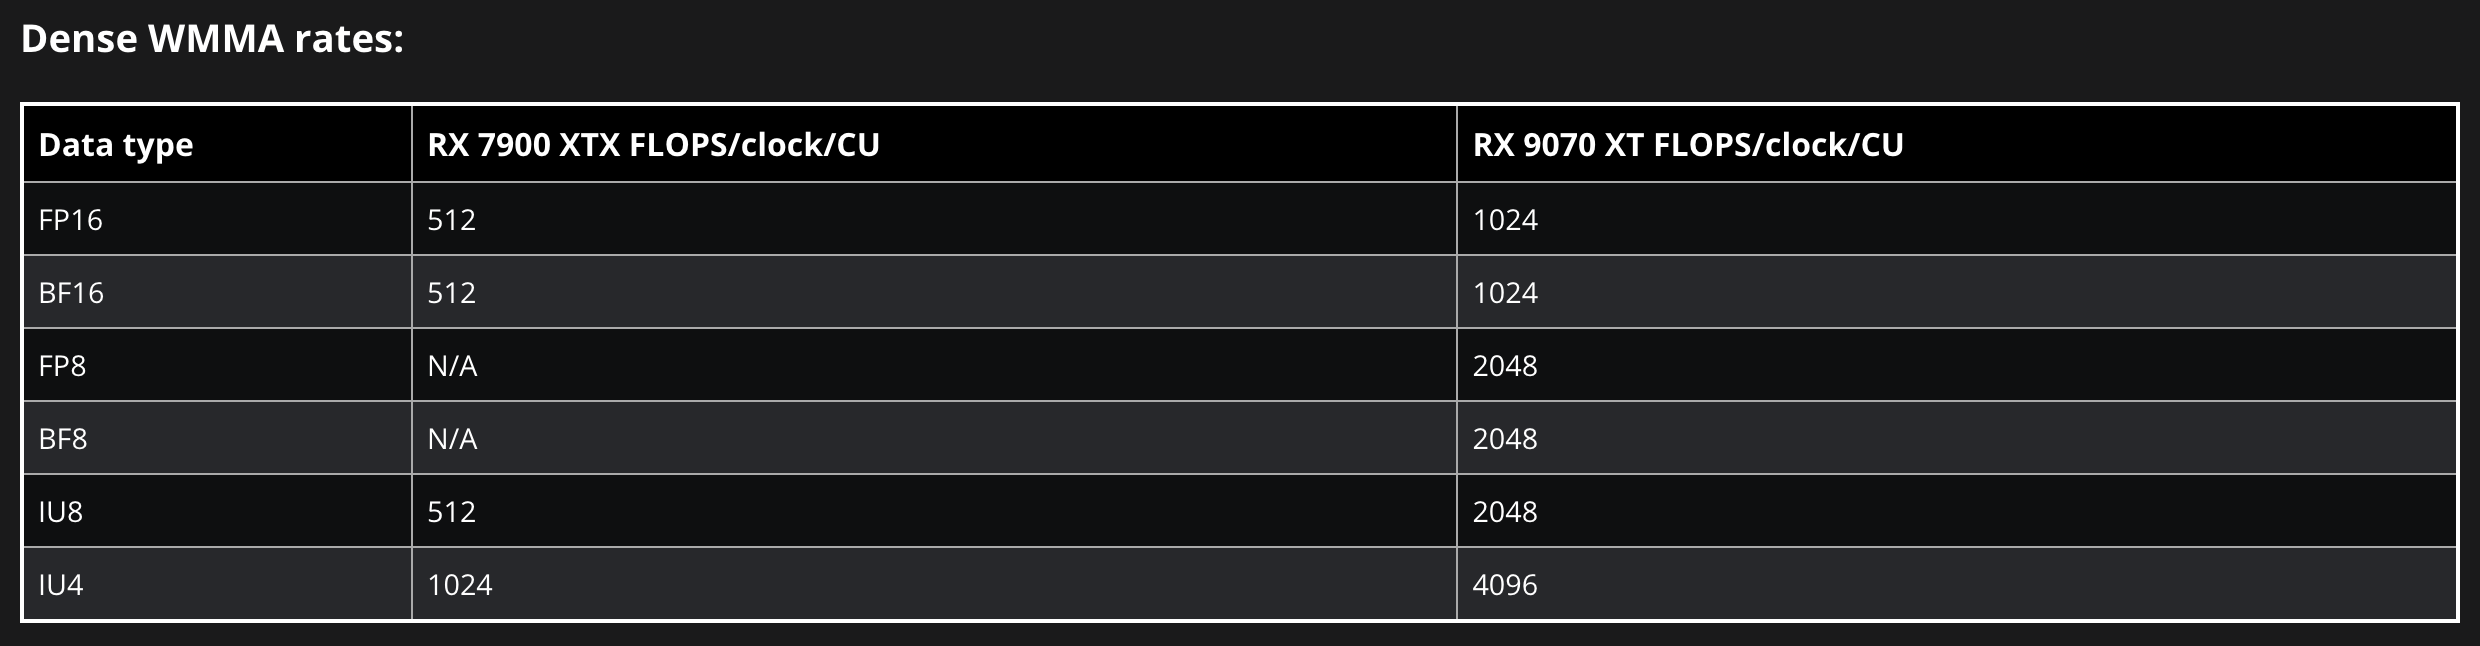 Dense WMMA rates:
Data type RX 7900 XTX FLOPS/clock/CU RX 9070 XT FLOPS/clock/CU
FP16 512 1024
BF16 512 1024
FP8 N/A 2048
BF8 N/A 2048
IU8 512 2048
IU4 1024 4096